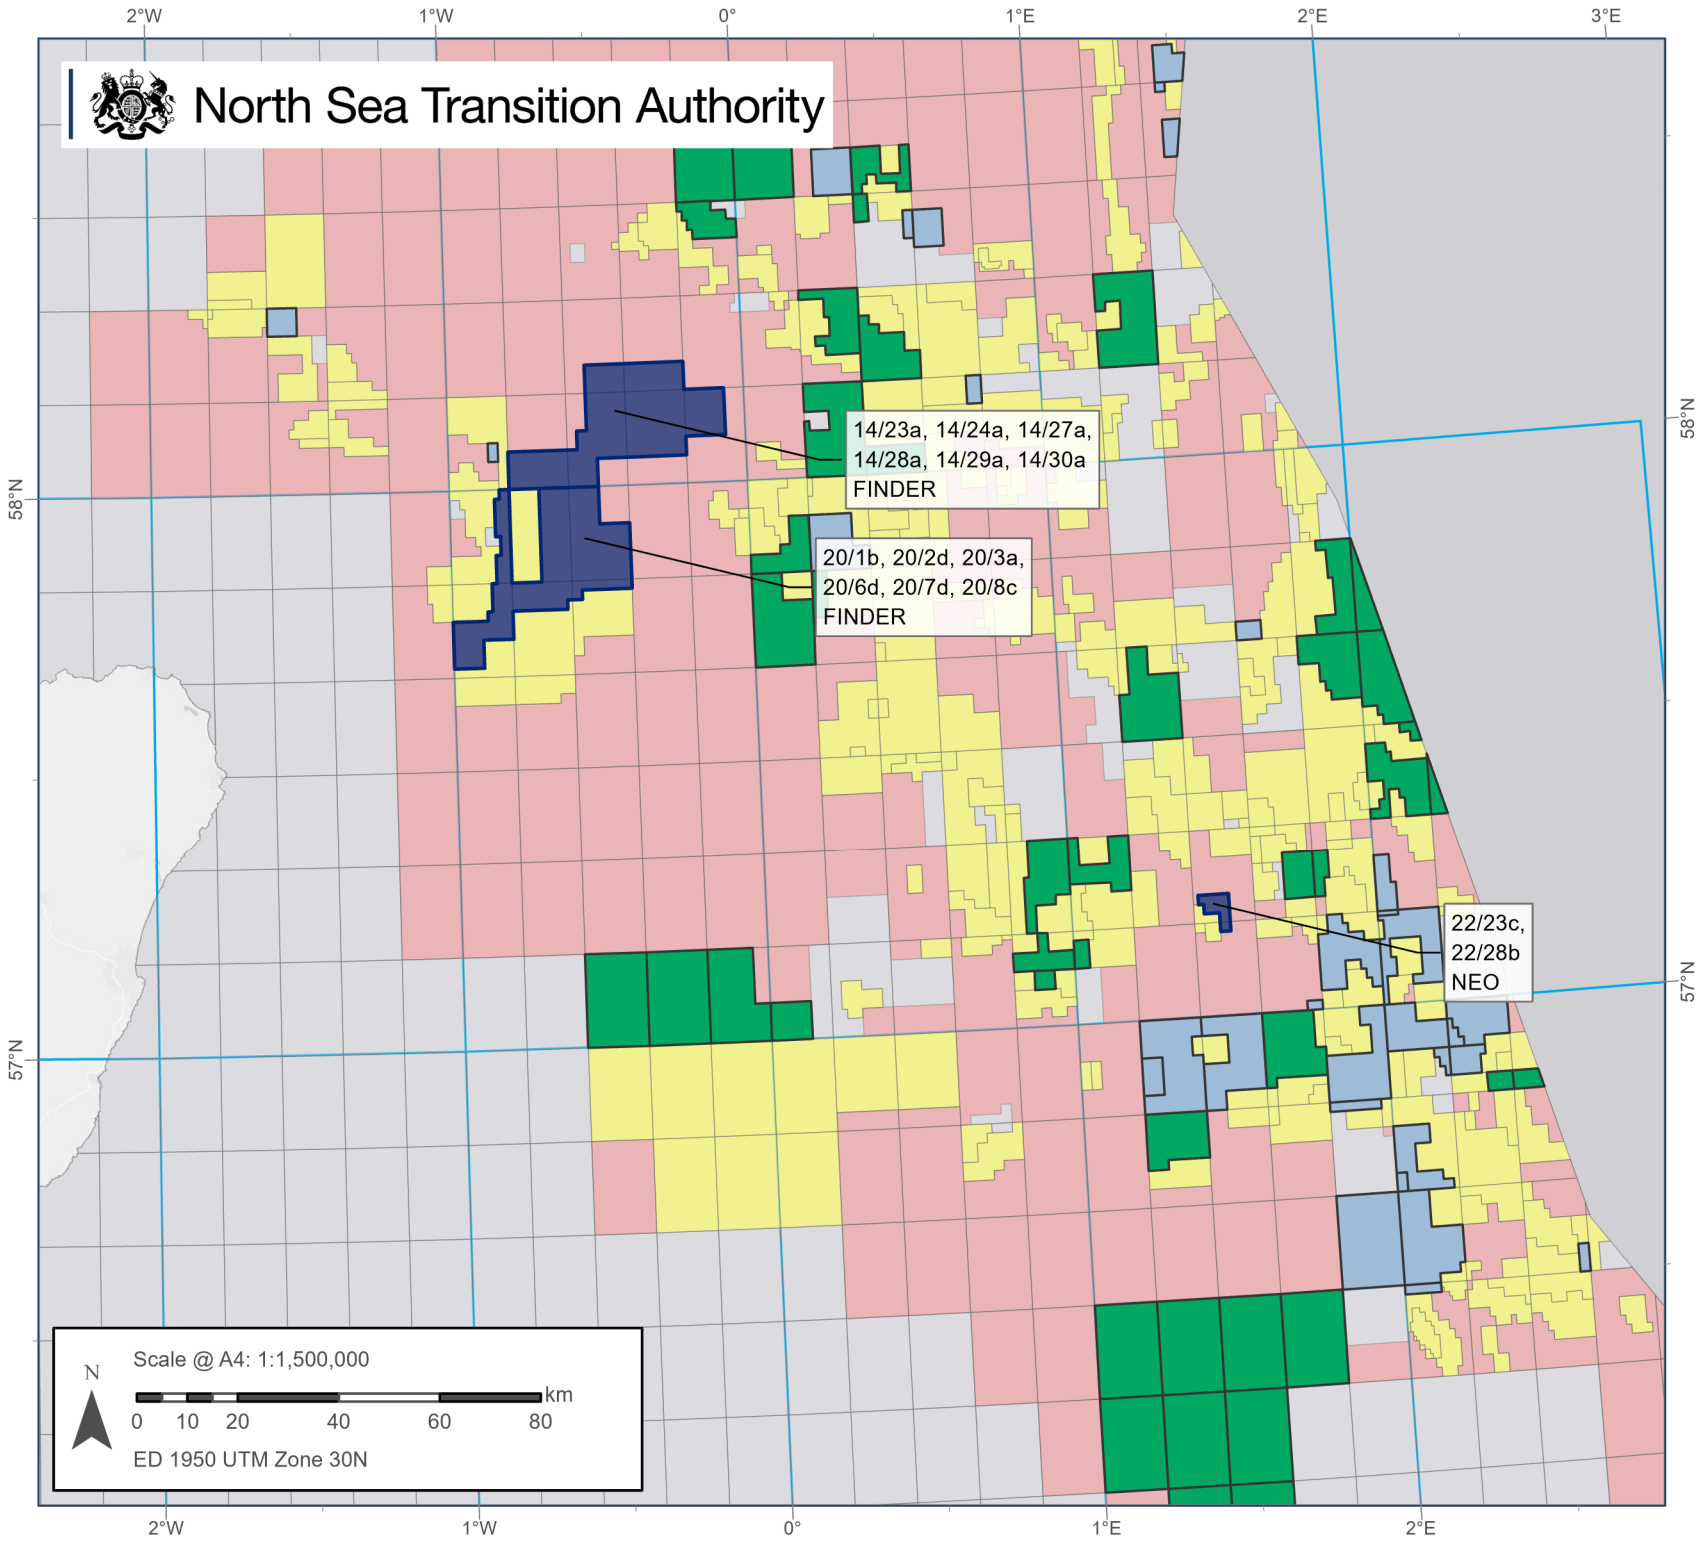 2°W 1°W 0° 1°E 2°E 3°E
North Sea Transition Authority
58°N
14/23a, 14/24a, 14/27a,
14/28a, 14/29a, 14/30a
FINDER
58°N
20/1b, 20/2d, 20/3a,
20/6d, 20/7d, 20/8c
FINDER
22/23c,
22/28b
NEO
57°N
57°N
N
Scale @ A4: 1:1,500,000
km
0 10 20 40 60 80
ED 1950 UTM Zone 30N
2°W 1°W 0° 1°E 2°E